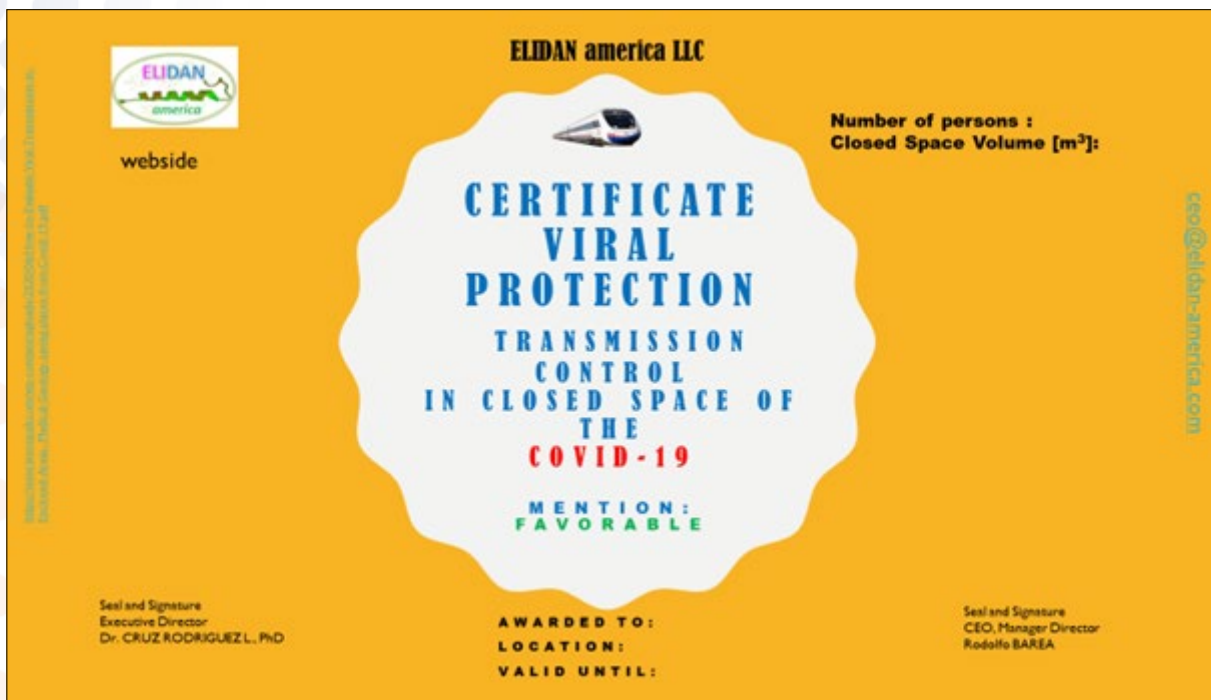 ELIDAN america LLC
ELIDAN
america
webside
Number of persons :
Closed Space Volume [m³]:
CERTIFICATE
VIRAL
PROTECTION
TRANSMISSION
CONTROL
IN CLOSED SPACE OF
THE
COVID-19
MENTION:
FAVORABLE
ceo@elidan-america.com
Seal and Signature
Executive Director
Dr. CRUZ RODRIGUEZ L., PhD
AWARDED TO:
LOCATION:
VALID UNTIL:
Seal and Signature
CEO, Manager Director
Rodolfo BAREA